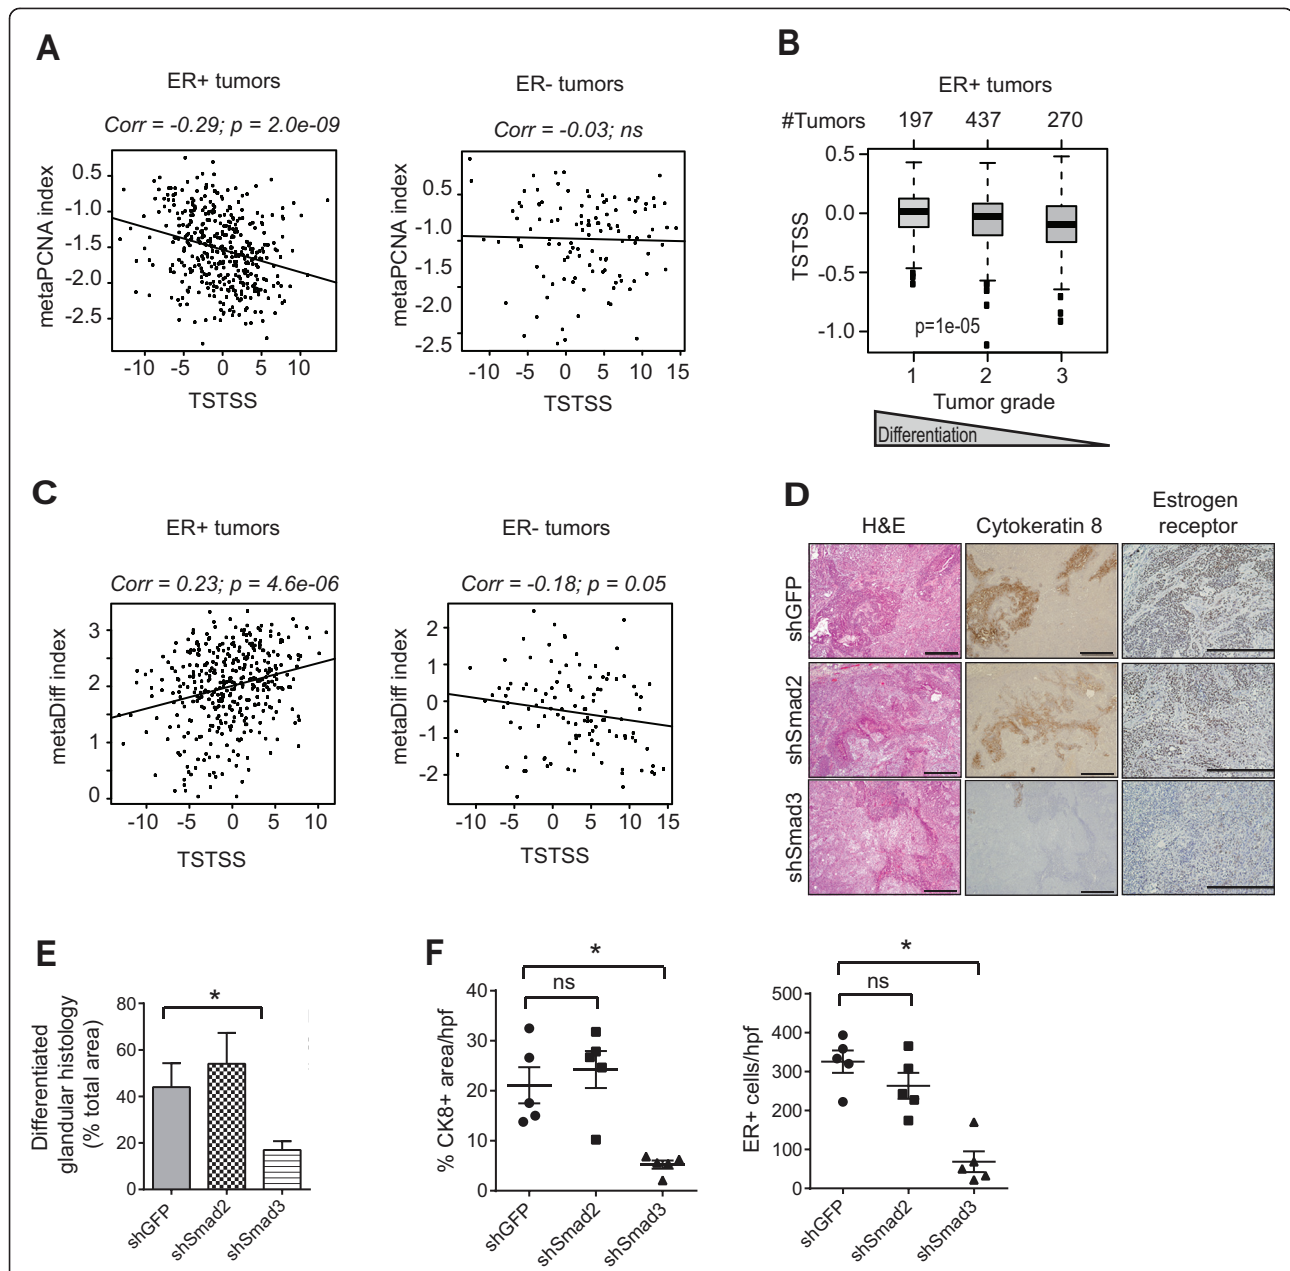 A
ER+ tumors
Corr = -0.29; p = 2.0e-09
metaPCNA index
0.5
-1.0
-1.5
-2.0
-2.5
-10 -5 0 5 10
TSTSS
ER- tumors
Corr = -0.03; ns
metaPCNA index
0.5
-1.0
-1.5
-2.0
-2.5
-10 -5 0 5 10 15
TSTSS
B
ER+ tumors
#Tumors 197 437 270
TSTSS
0.5
0.0
-0.5
-1.0
p=1e-05
1 2 3
Tumor grade
Differentiation
C
ER+ tumors
Corr = 0.23; p = 4.6e-06
metaDiff index
3
2
1
0
-10 -5 0 5 10
TSTSS
ER- tumors
Corr = -0.18; p = 0.05
metaDiff index
2
1
0
-1
-2
-10 -5 0 5 10 15
TSTSS
D
H&E
Cytokeratin 8
Estrogen
receptor
shGFP
shSmad2
shSmad3
E
Differentiated
glandular histology
(% total area)
80
60
40
20
0
*
shGFP
shSmad2
shSmad3
F
% CK8+ area/hpf
40
30
20
10
0
*
ns
shGFP
shSmad2
shSmad3
ER+ cells/hpf
500
400
300
200
100
0
*
ns
shGFP
shSmad2
shSmad3